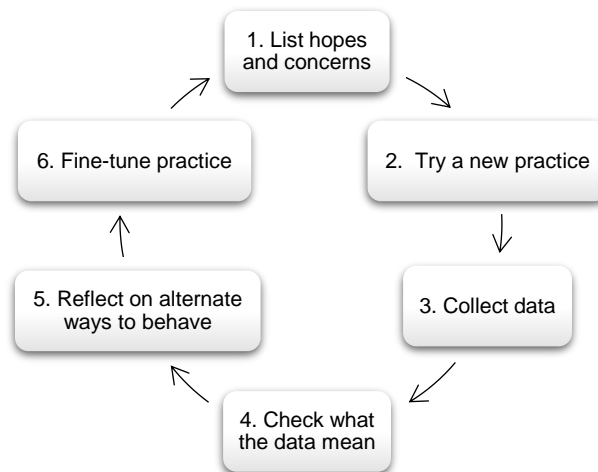 1. List hopes
and concerns
2. Try a new practice
3. Collect data
4. Check what
the data mean
5. Reflect on alternate
ways to behave
6. Fine-tune practice